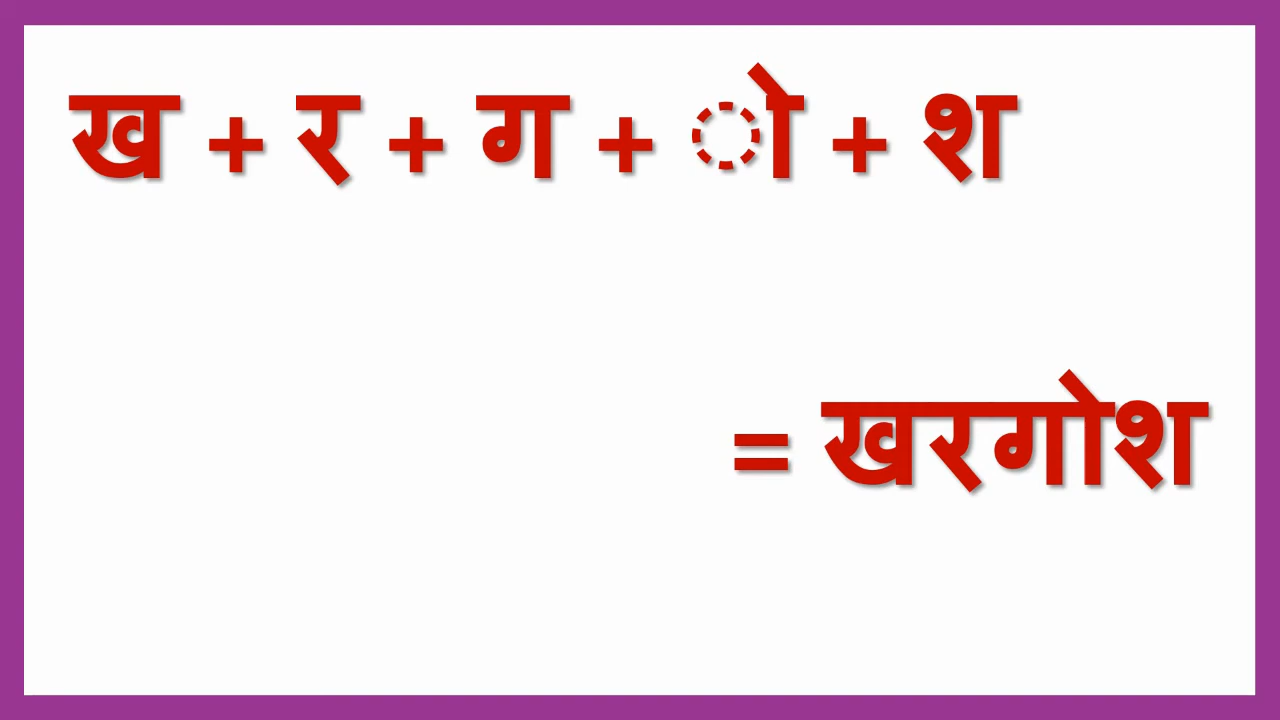 ख + र + ग + ो + श
= खरगोश